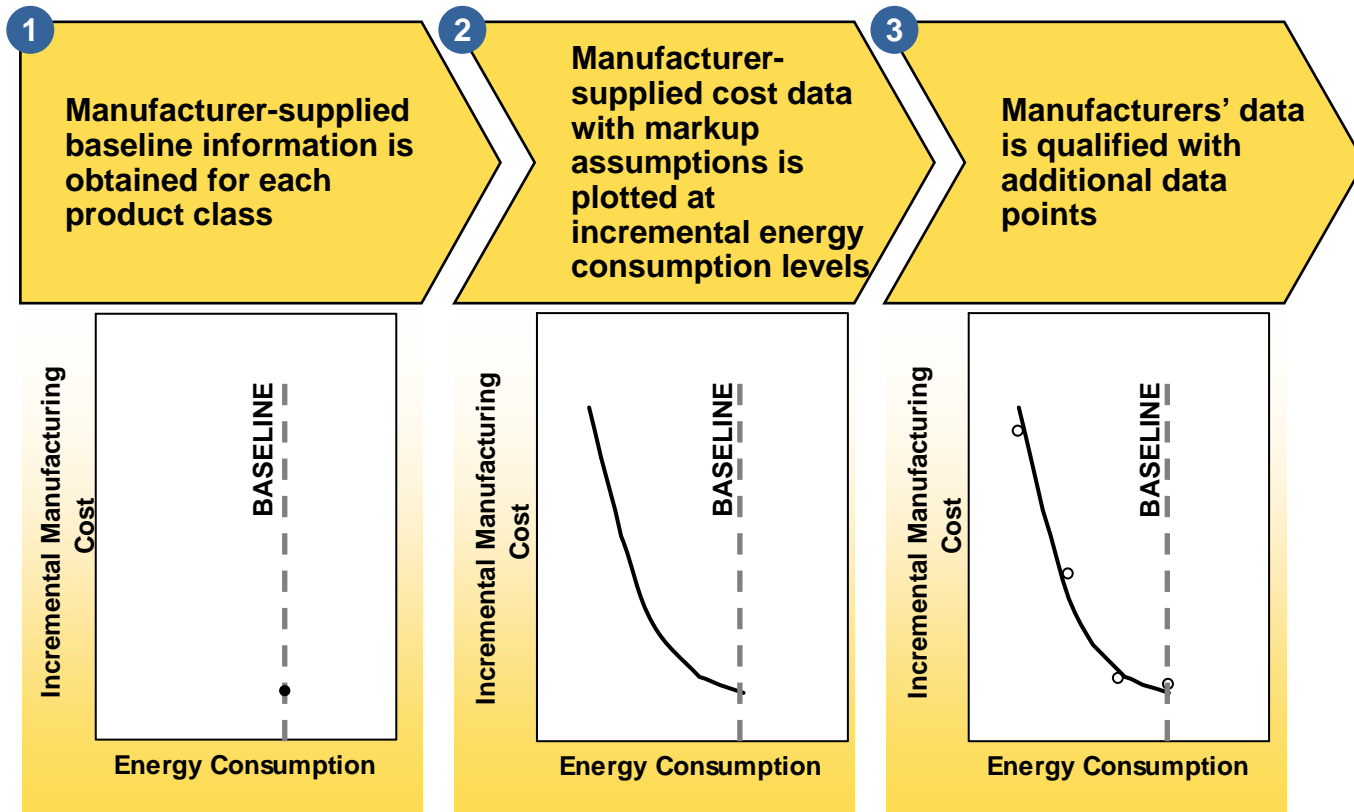 1
Manufacturer-supplied
baseline information is
obtained for each
product class
2
Manufacturer-
supplied cost data
with markup
assumptions is
plotted at
incremental energy
consumption levels
3
Manufacturers' data
is qualified with
additional data
points
Incremental Manufacturing
Cost
BASELINE
Energy Consumption
Incremental Manufacturing
Cost
BASELINE
Energy Consumption
Incremental Manufacturing
Cost
BASELINE
Energy Consumption